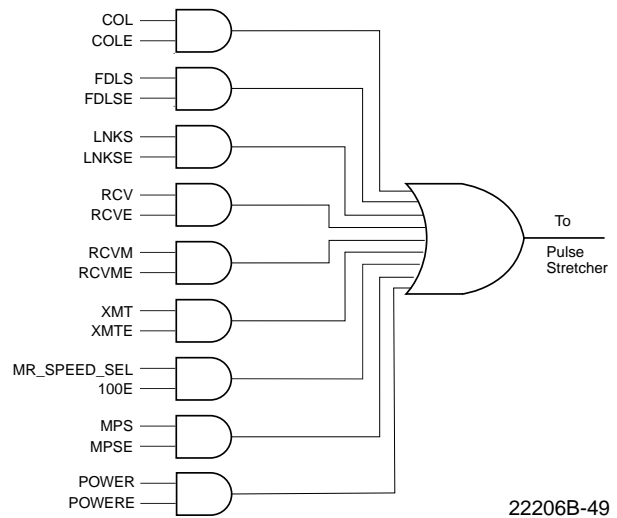 COL
COLE
FDLS
FDLSE
LNKS
LNKSE
RCV
RCVE
RCVM
RCVME
XMT
XMTE
MR_SPEED_SEL
100E
MPS
MPSE
POWER
POWERE
To
Pulse
Stretcher
22206B-49